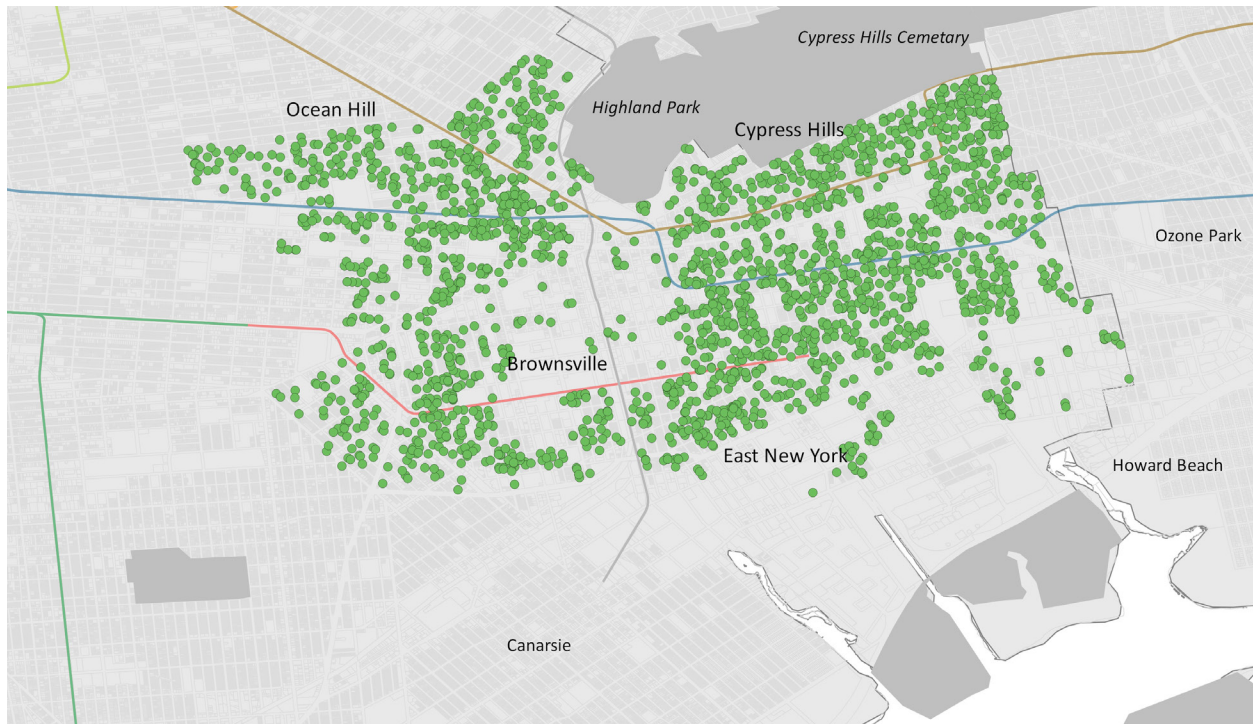 Cypress Hills Cemetary
Ocean Hill
Highland Park
Cypress Hills
Ozone Park
Brownsville
East New York
Howard Beach
Canarsie